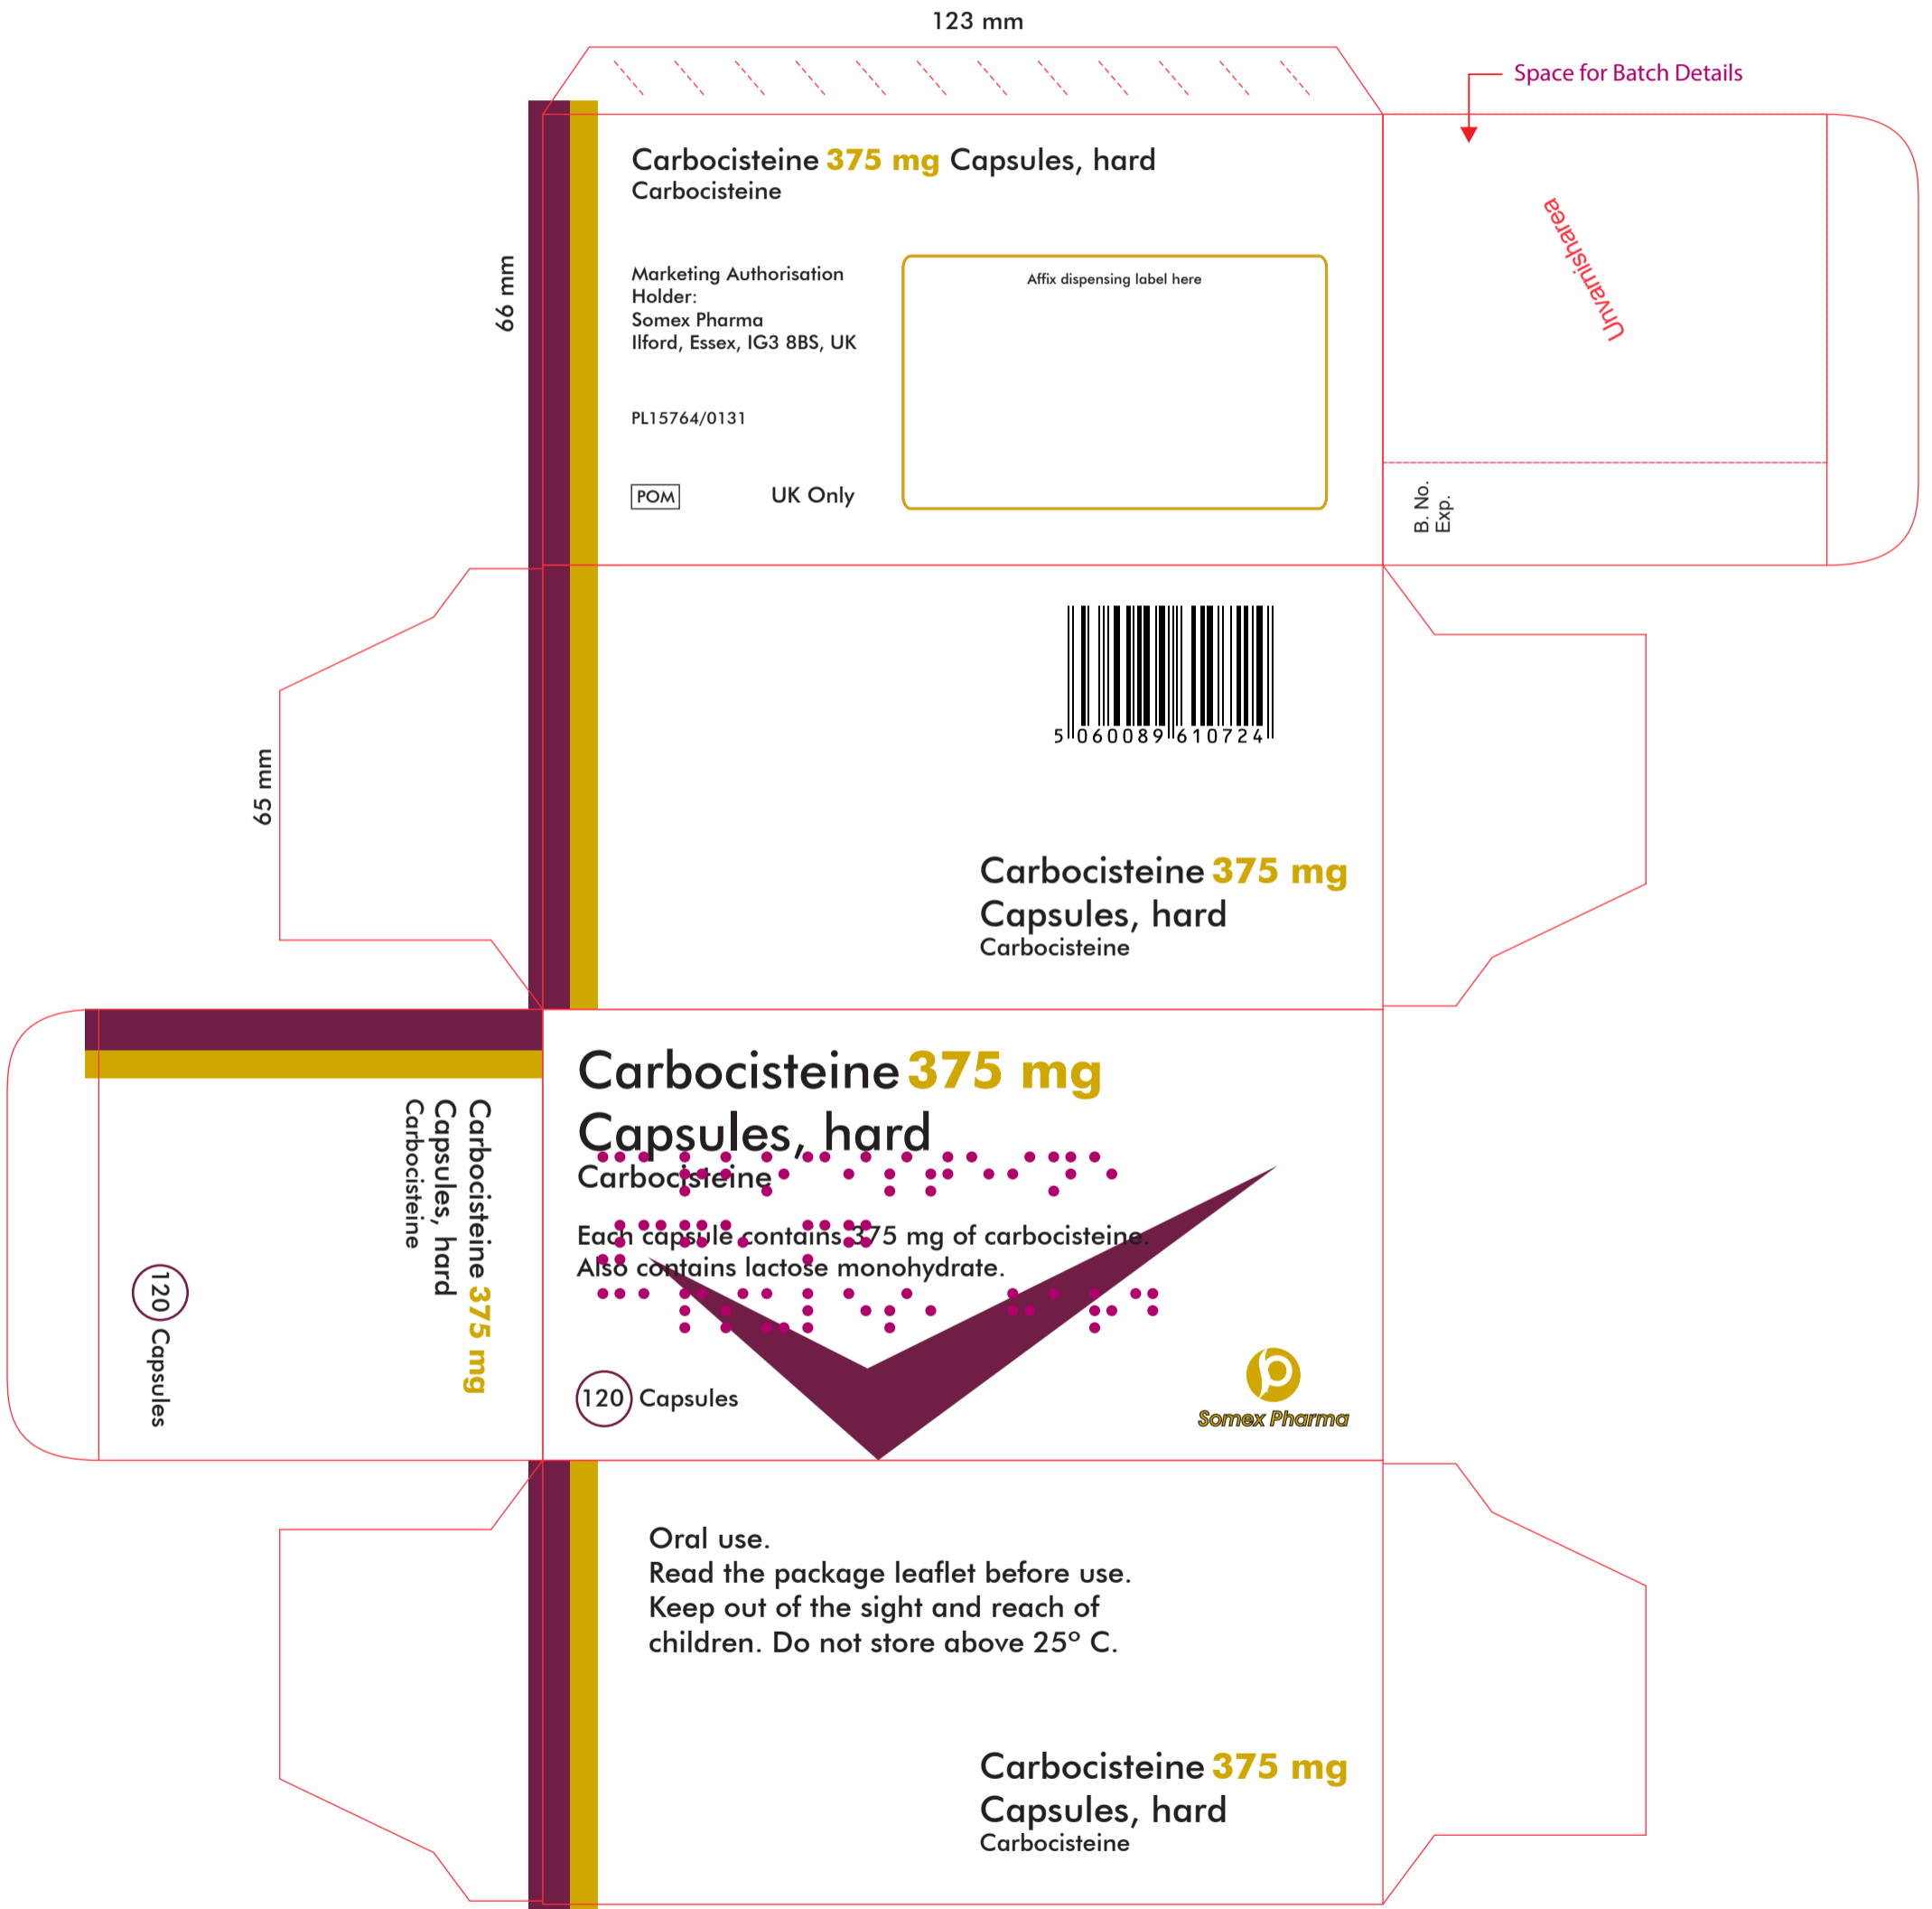 123 mm
Space for Batch Details
Carbocisteine 375 mg Capsules, hard
Carbocisteine
66 mm
Marketing Authorisation
Holder:
Somex Pharma
Ilford, Essex, IG3 8BS, UK
Affix dispensing label here
Unvarnisharea
PL15764/0131
POM
UK Only
B. No.
Exp.
5 060089 610724
65 mm
Carbocisteine 375 mg
Capsules, hard
Carbocisteine
Carbocisteine 375 mg
Capsules, hard
Carbocisteine
120 Capsules
Carbocisteine 375 mg
Capsules, hard
Carbocisteine
Each capsule contains 375 mg of carbocisteine.
Also contains lactose monohydrate.
120 Capsules
Somex Pharma
Oral use.
Read the package leaflet before use.
Keep out of the sight and reach of
children. Do not store above 25º C.
Carbocisteine 375 mg
Capsules, hard
Carbocisteine